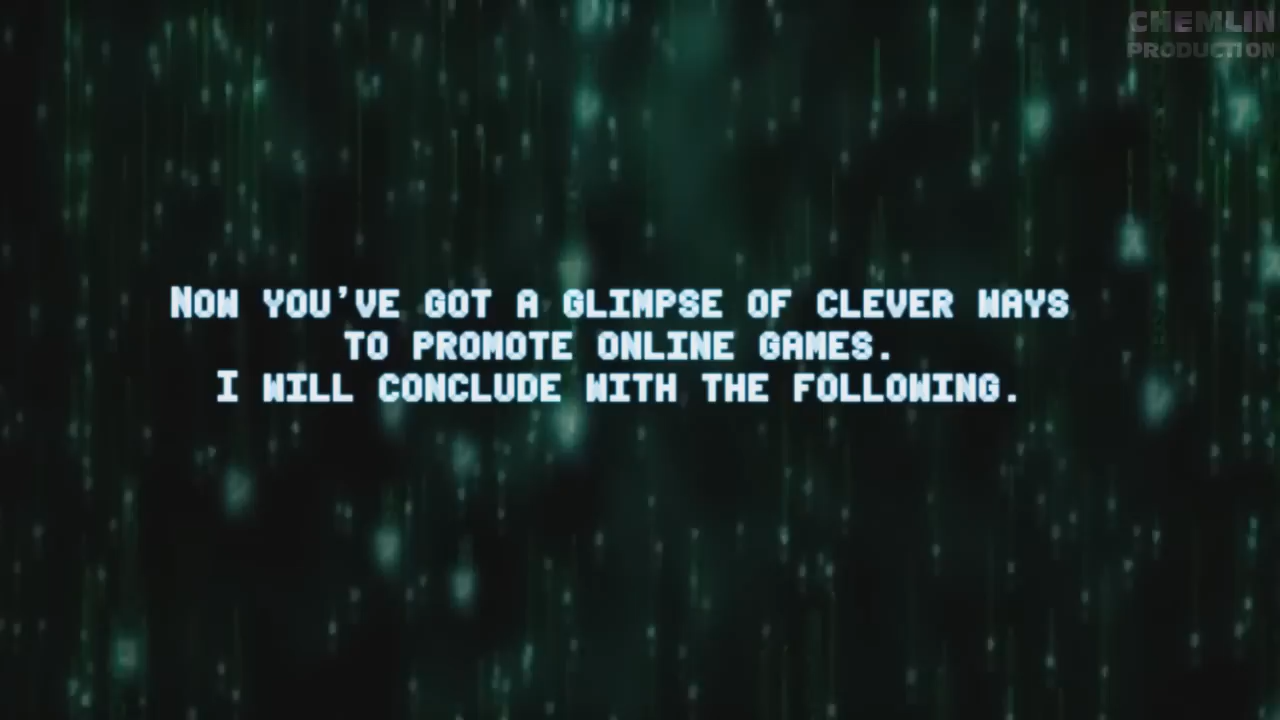 CHEMLIN
PRODUCTION
NOW YOU'VE GOT A GLIMPSE OF CLEVER WAYS
TO PROMOTE ONLINE GAMES.
I WILL CONCLUDE WITH THE FOLLOWING.